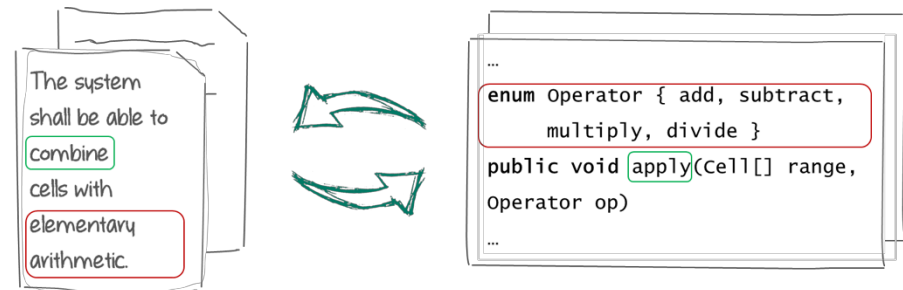 The system
shall be able to
combine
cells with
elementary
arithmetic.
…
enum Operator { add, subtract,
multiply, divide }
public void apply(Cell[] range,
Operator op)
…